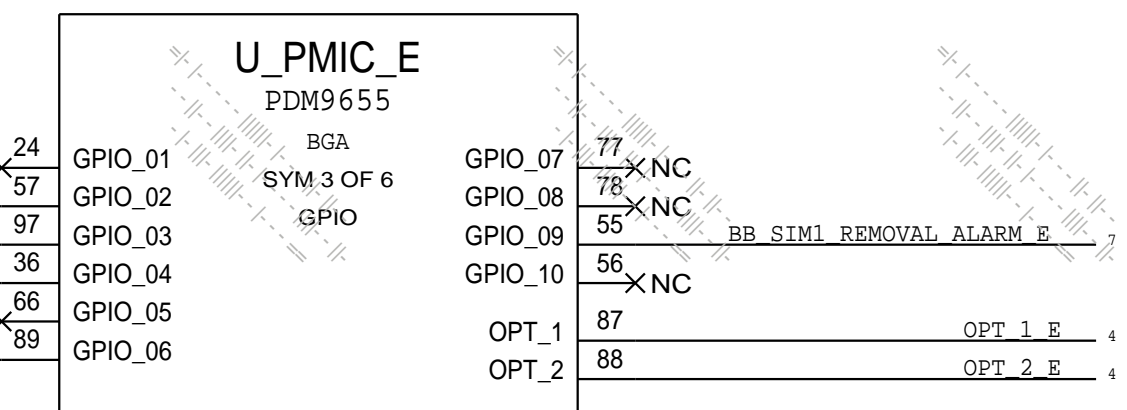 U_PMIC_E
PDM9655
BGA
SYM 3 OF 6
GPIO
24 GPIO_01 GPIO_07 77 NC
57 GPIO_02 GPIO_08 78 NC
97 GPIO_03 GPIO_09 55 BB_SIM1_REMOVAL_ALARM_E 7
36 GPIO_04 GPIO_10 56 NC
66 GPIO_05
89 GPIO_06
OPT_1 87 OPT_1_E 4
OPT_2 88 OPT_2_E 4